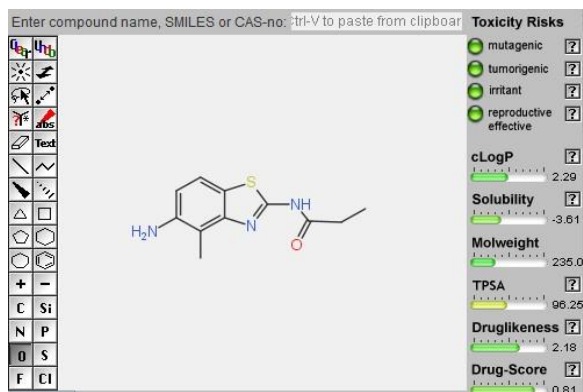 Enter compound name, SMILES or CAS-no: Ctrl-V to paste from clipboar
Toxicity Risks
mutagenic ?
tumorigenic ?
irritant ?
reproductive effective ?
cLogP ?
2.29
Solubility ?
-3.61
Molweight
235.0
TPSA ?
96.25
Druglikeness ?
2.18
Drug-Score ?
0.81
abs
Text
+ −
C Si
N P
O S
F Cl
S
NH
N
O
H2N